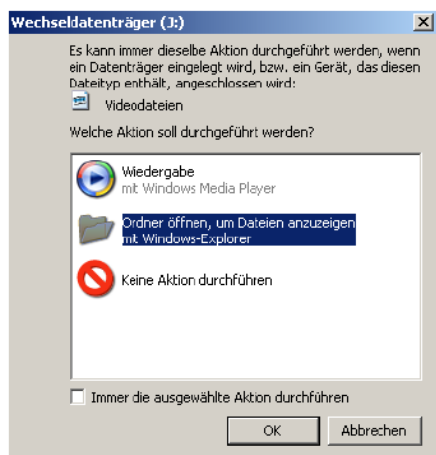 Wechseldatenträger (J:)
Es kann immer dieselbe Aktion durchgeführt werden, wenn
ein Datenträger eingelegt wird, bzw. ein Gerät, das diesen
Dateityp enthält, angeschlossen wird:
Videodateien
Welche Aktion soll durchgeführt werden?
Wiedergabe
mit Windows Media Player
Ordner öffnen, um Dateien anzuzeigen
mit Windows-Explorer
Keine Aktion durchführen
Immer die ausgewählte Aktion durchführen
OK
Abbrechen